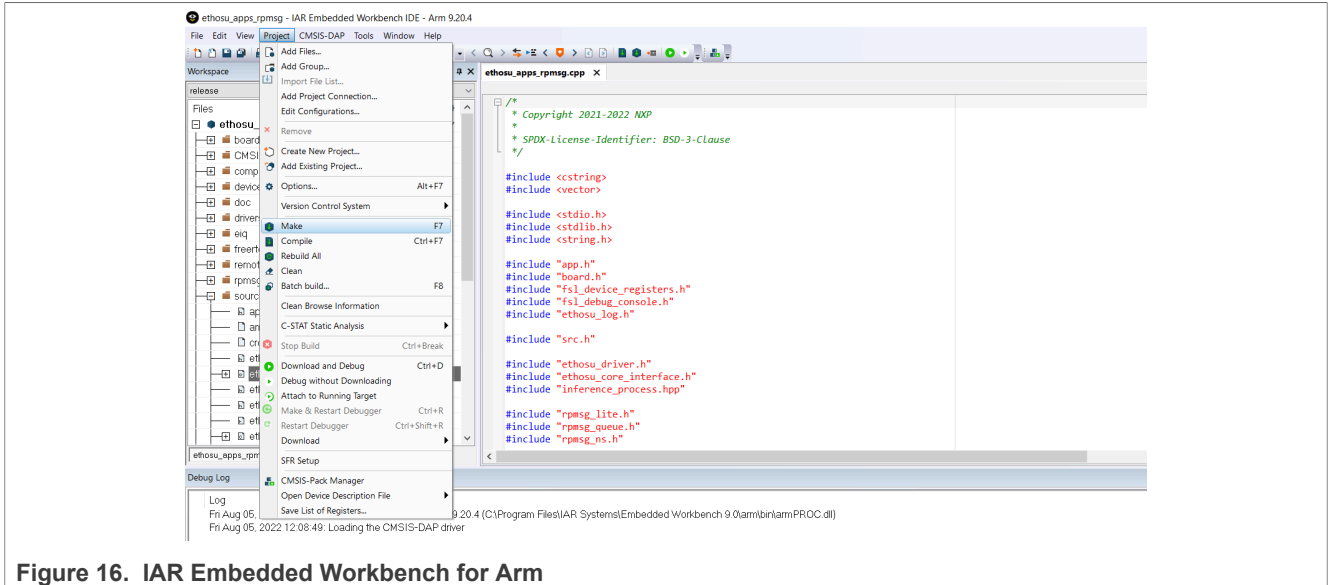 ethosu_apps_rpmsg - IAR Embedded Workbench IDE - Arm 9.20.4
File Edit View Project CMSIS-DAP Tools Window Help
Workspace
release
Files
ethosu_
board
CMSI
comp
device
doc
driver
eiq
freert
remot
rpmsg
sourc
ap
ar
cr
et
et
et
et
et
et
ethosu_apps_rpm
Add Files...
Add Group...
Import File List...
Add Project Connection...
Edit Configurations...
Remove
Create New Project...
Add Existing Project...
Options... Alt+F7
Version Control System
Make F7
Compile Ctrl+F7
Rebuild All
Clean
Batch build... F8
Clean Browse Information
C-STAT Static Analysis
Stop Build Ctrl+Break
Download and Debug Ctrl+D
Debug without Downloading
Attach to Running Target
Make & Restart Debugger Ctrl+R
Restart Debugger Ctrl+Shift+R
Download
SFR Setup
CMSIS-Pack Manager
Open Device Description File
Save List of Registers...
ethosu_apps_rpmsg.cpp
/*
* Copyright 2021-2022 NXP
*
* SPDX-License-Identifier: BSD-3-Clause
*/
#include <cstring>
#include <vector>
#include <stdio.h>
#include <stdlib.h>
#include <string.h>
#include "app.h"
#include "board.h"
#include "fsl_device_registers.h"
#include "fsl_debug_console.h"
#include "ethosu_log.h"
#include "src.h"
#include "ethosu_driver.h"
#include "ethosu_core_interface.h"
#include "inference_process.hpp"
#include "rpmsg_lite.h"
#include "rpmsg_queue.h"
#include "rpmsg_ns.h"
Debug Log
Log
Fri Aug 05, 9.20.4 (C:\Program Files\IAR Systems\Embedded Workbench 9.0\arm\bin\armPROC.dll)
Fri Aug 05, 2022 12:08:49: Loading the CMSIS-DAP driver
Figure 16. IAR Embedded Workbench for Arm